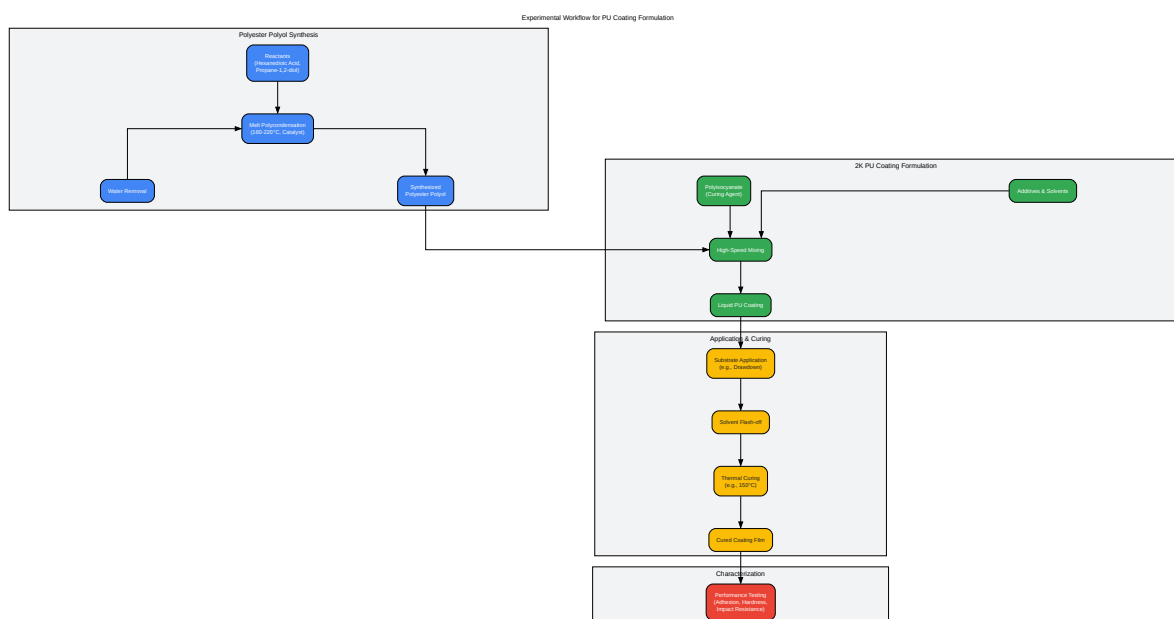 Experimental Workflow for PU Coating Formulation
Polyester Polyol Synthesis
Reactants
(Hexanedioic Acid,
Propane-1,2-diol)
Melt Polycondensation
(180-220°C, Catalyst)
Water Removal
Synthesized
Polyester Polyol
2K PU Coating Formulation
Polyisocyanate
(Curing Agent)
Additives & Solvents
High-Speed Mixing
Liquid PU Coating
Application & Curing
Substrate Application
(e.g., Drawdown)
Solvent Flash-off
Thermal Curing
(e.g., 150°C)
Cured Coating Film
Characterization
Performance Testing
(Adhesion, Hardness,
Impact Resistance)